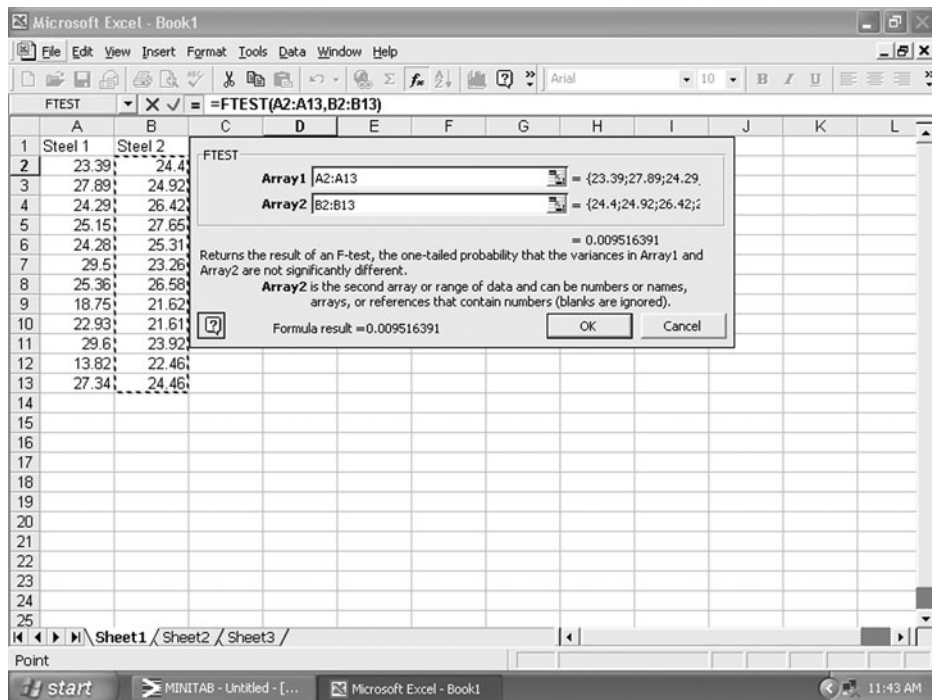 Microsoft Excel - Book1
File Edit View Insert Format Tools Data Window Help
Arial 10 B I U
FTEST = =FTEST(A2:A13,B2:B13)
A B C D E F G H I J K L
1 Steel 1 Steel 2
2 23.39 24.4
3 27.89 24.92
4 24.29 26.42
5 25.15 27.65
6 24.28 25.31
7 29.5 23.26
8 25.36 26.58
9 18.75 21.62
10 22.93 21.61
11 29.6 23.92
12 13.82 22.46
13 27.34 24.46
14
15
16
17
18
19
20
21
22
23
24
25
FTEST
Array1 A2:A13 = {23.39;27.89;24.29
Array2 B2:B13 = {24.4;24.92;26.42;2
= 0.009516391
Returns the result of an F-test, the one-tailed probability that the variances in Array1 and
Array2 are not significantly different.
Array2 is the second array or range of data and can be numbers or names,
arrays, or references that contain numbers (blanks are ignored).
Formula result =0.009516391
OK Cancel
Sheet1 Sheet2 Sheet3
Point
start MINITAB - Untitled - [... Microsoft Excel - Book1 11:43 AM